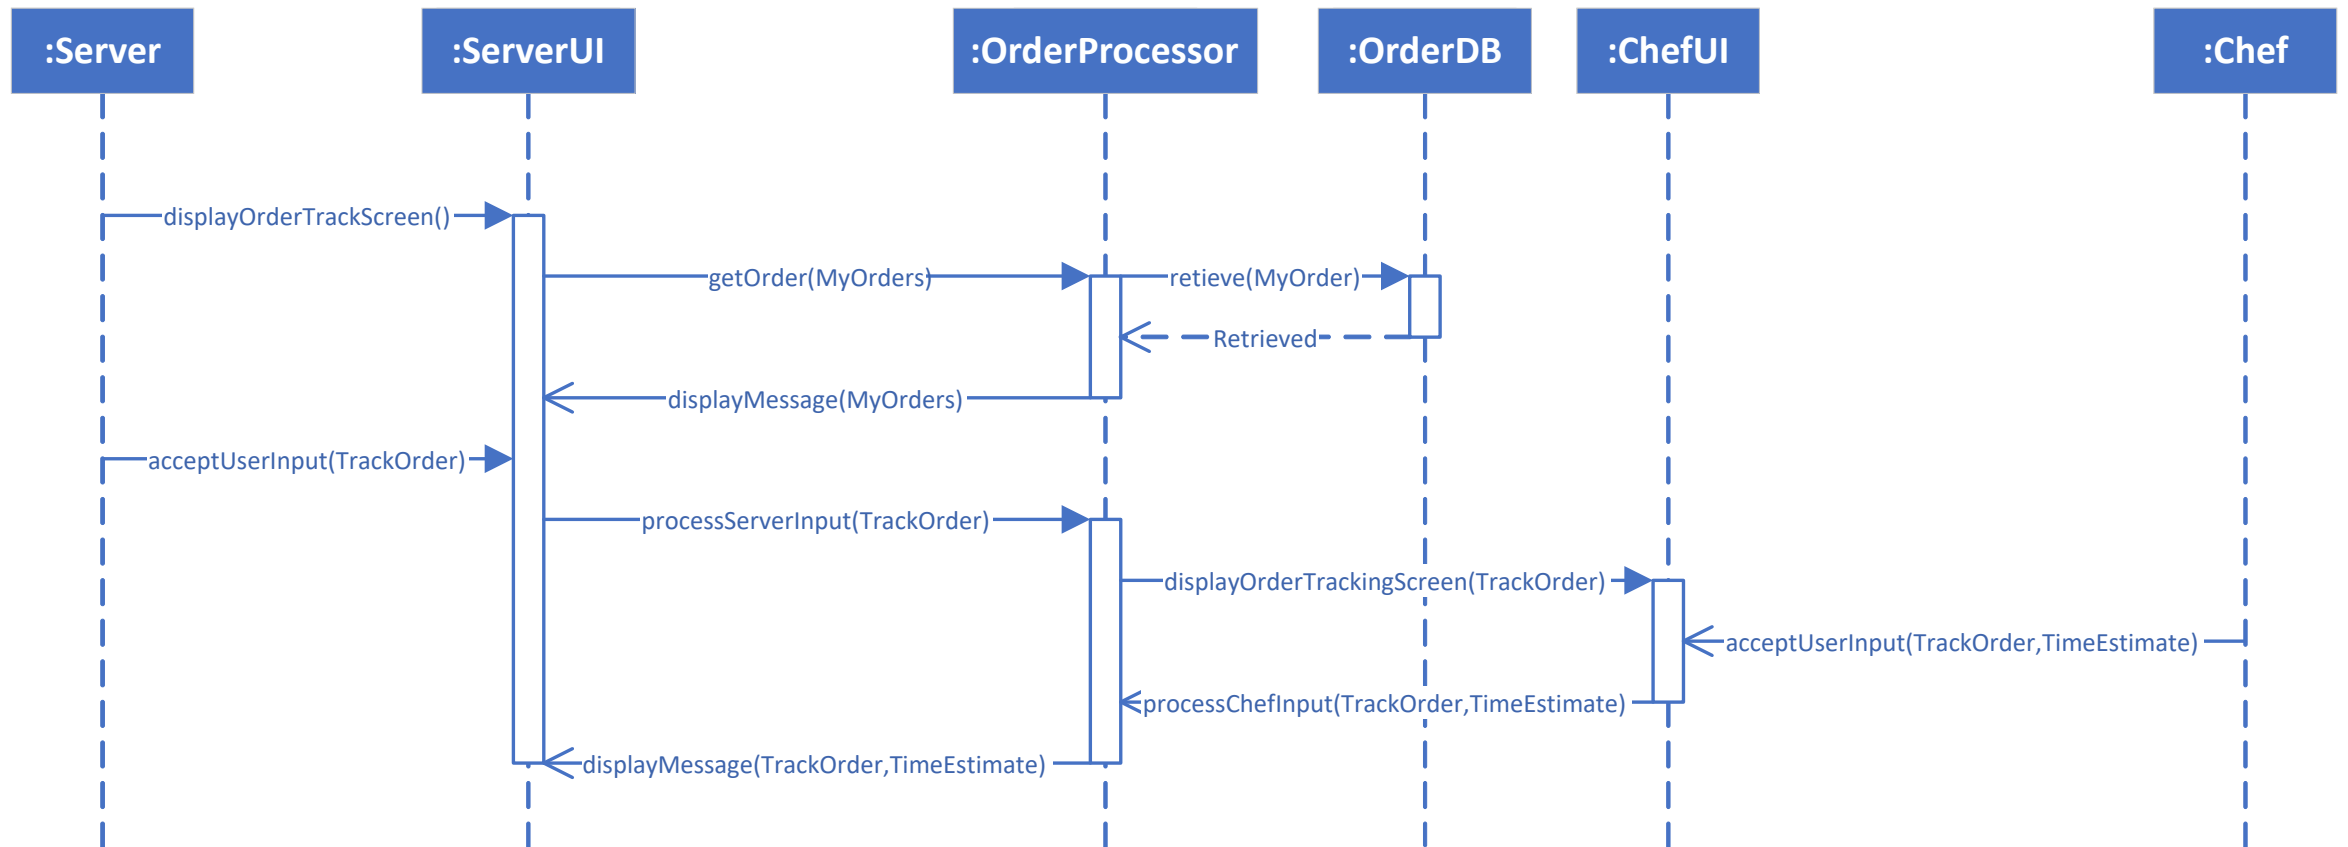 :Server
:ServerUI
:OrderProcessor
:OrderDB
:ChefUI
:Chef
displayOrderTrackScreen()
getOrder(MyOrders)
retieve(MyOrder)
Retrieved
displayMessage(MyOrders)
acceptUserInput(TrackOrder)
processServerInput(TrackOrder)
displayOrderTrackingScreen(TrackOrder)
acceptUserInput(TrackOrder,TimeEstimate)
processChefInput(TrackOrder,TimeEstimate)
displayMessage(TrackOrder,TimeEstimate)